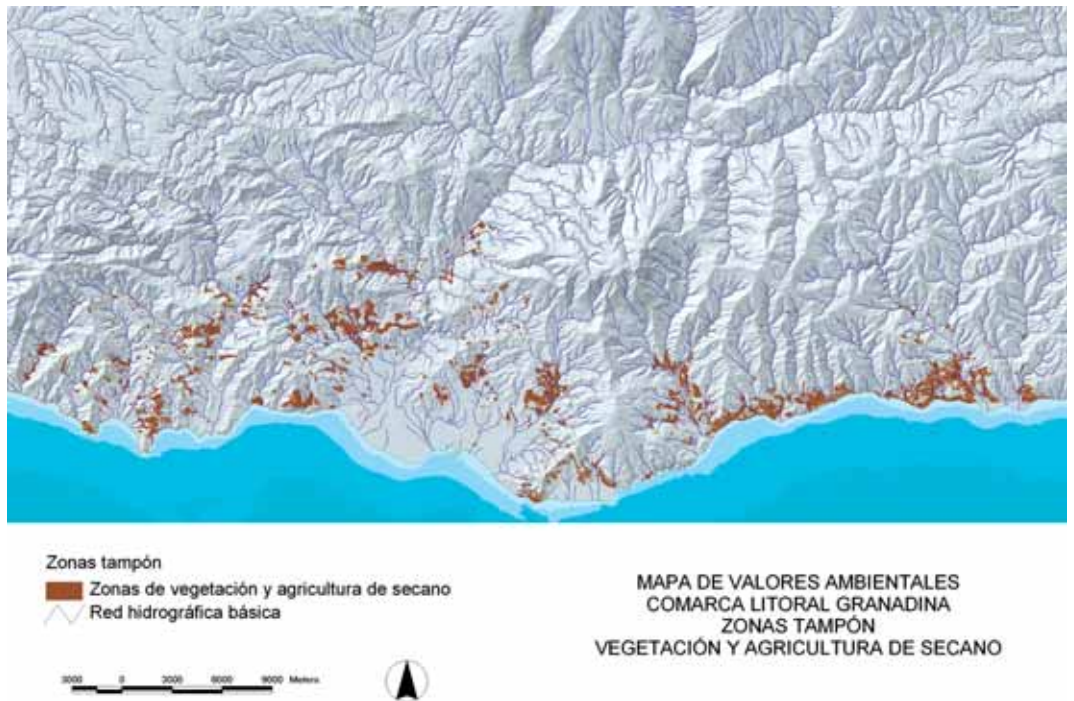 Zonas tampón
Zonas de vegetación y agricultura de secano
Red hidrográfica básica
3000 0 3000 6000 9000 Meters
MAPA DE VALORES AMBIENTALES
COMARCA LITORAL GRANADINA
ZONAS TAMPÓN
VEGETACIÓN Y AGRICULTURA DE SECANO